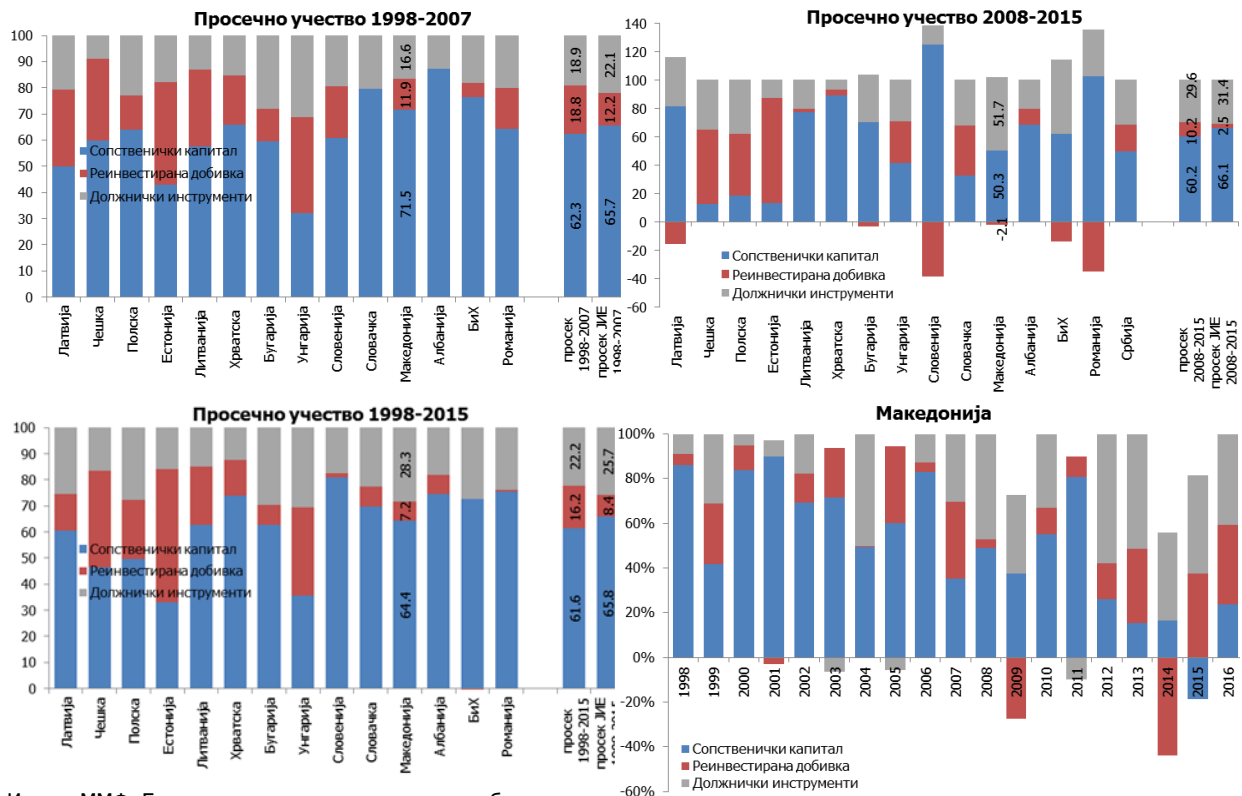 Просечно учество 1998-2007
100
90
80
70
60
50
40
30
20
10
0
Сопственички капитал
Реинвестирана добивка
Должнички инструменти
16.6
11.9
71.5
18.9
18.8
62.3
22.1
12.2
65.7
Латвија
Чешка
Полска
Естонија
Литванија
Хрватска
Бугарија
Унгарија
Словенија
Словачка
Македонија
Албанија
БиХ
Романија
просек
1998-2007
просек ЈИЕ
1998-2007
Просечно учество 2008-2015
140
120
100
80
60
40
20
0
-20
-40
-60
51.7
50.3
-2.1
29.6
10.2
60.2
31.4
2.5
66.1
Сопственички капитал
Реинвестирана добивка
Должнички инструменти
Латвија
Чешка
Полска
Естонија
Литванија
Хрватска
Бугарија
Унгарија
Словенија
Словачка
Македонија
Албанија
БиХ
Романија
Србија
просек
2008-2015
просек ЈИЕ
2008-2015
Просечно учество 1998-2015
100
90
80
70
60
50
40
30
20
10
0
Сопственички капитал
Реинвестирана добивка
Должнички инструменти
28.3
7.2
64.4
22.2
16.2
61.6
25.7
8.4
65.8
Латвија
Чешка
Полска
Естонија
Литванија
Хрватска
Бугарија
Унгарија
Словенија
Словачка
Македонија
Албанија
БиХ
Романија
просек
1998-2015
просек ЈИЕ
Македонија
100%
80%
60%
40%
20%
0%
-20%
-40%
-60%
1998
1999
2000
2001
2002
2003
2004
2005
2006
2007
2008
2009
2010
2011
2012
2013
2014
2015
2016
Сопственички капитал
Реинвестирана добивка
Должнички инструменти